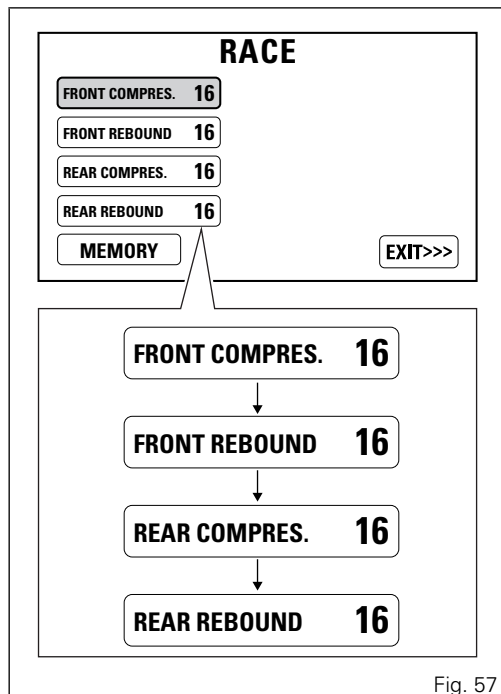 RACE
FRONT COMPRES. 16
FRONT REBOUND 16
REAR COMPRES. 16
REAR REBOUND 16
MEMORY EXIT>>>
FRONT COMPRES. 16
FRONT REBOUND 16
REAR COMPRES. 16
REAR REBOUND 16
Fig. 57